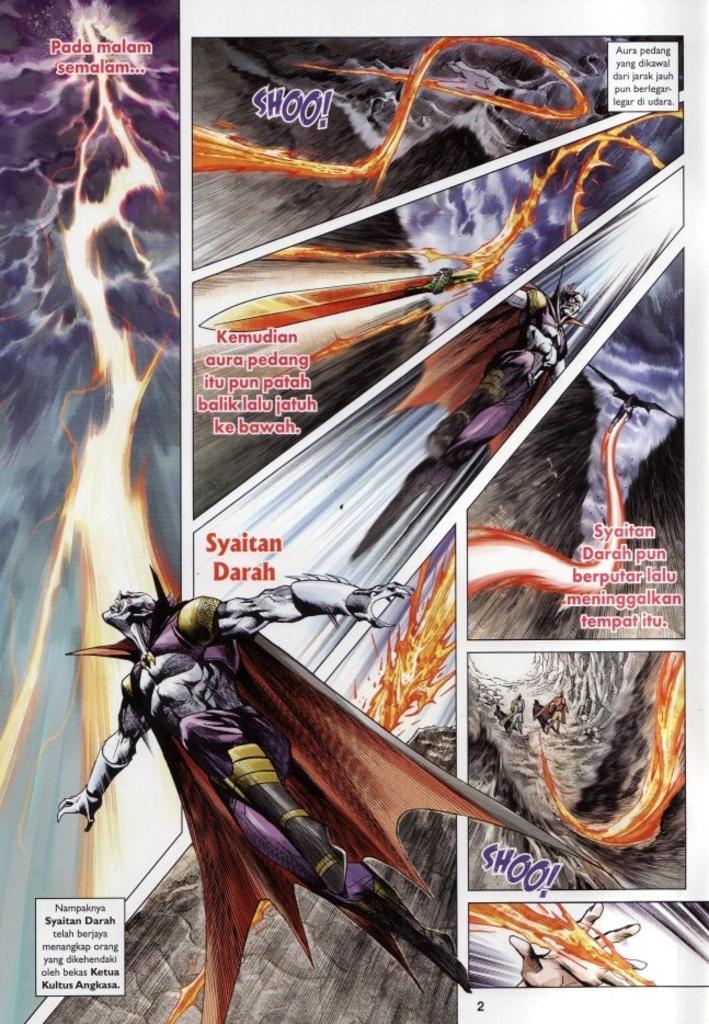 Pada malam
semalam...
SHOO!
Aura pedang
yang dikawal
dari jarak jauh
pun berlegar-
legar di udara.
Kemudian
aura pedang
itu pun patah
balik lalu jatuh
ke bawah.
Syaitan
Darah
Syaitan
Darah pun
berputar lalu
meninggalkan
tempat itu.
SHOO!
Nampaknya
Syaitan Darah
telah berjaya
menangkap orang
yang dikehendaki
oleh bekas Ketua
Kultus Angkasa.
2